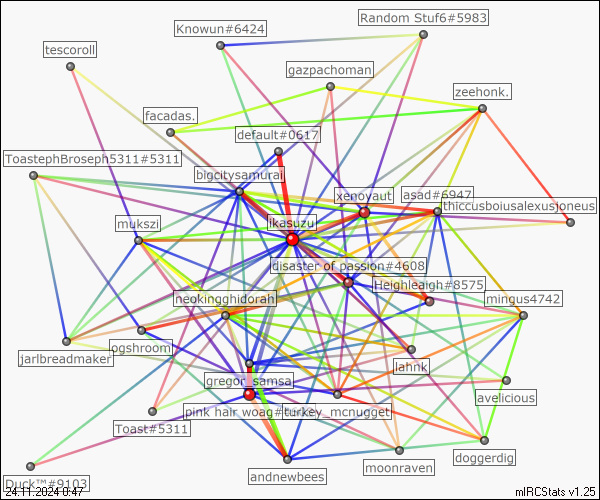 Random Stuf6#5983
Knowun#6424
tescoroll
gazpachoman
zeehonk.
facadas.
default#0617
ToastephBroseph5311#5311
bigcitysamurai
xenoyaut
asad#6947
thiccusboiusalexusjoneus
mukszi
ikasuzu
disaster of passion#4608
Heighleaigh#8575
neokingghidorah
mingus4742
jarlbreadmaker
ogshroom
lahnk
gregor_samsa
avelicious
pink hair woag#
turkey_mcnugget
Toast#5311
doggerdig
moonraven
andnewbees
Duck™#9103
24.11.2024 0:47
mIRCStats v1.25